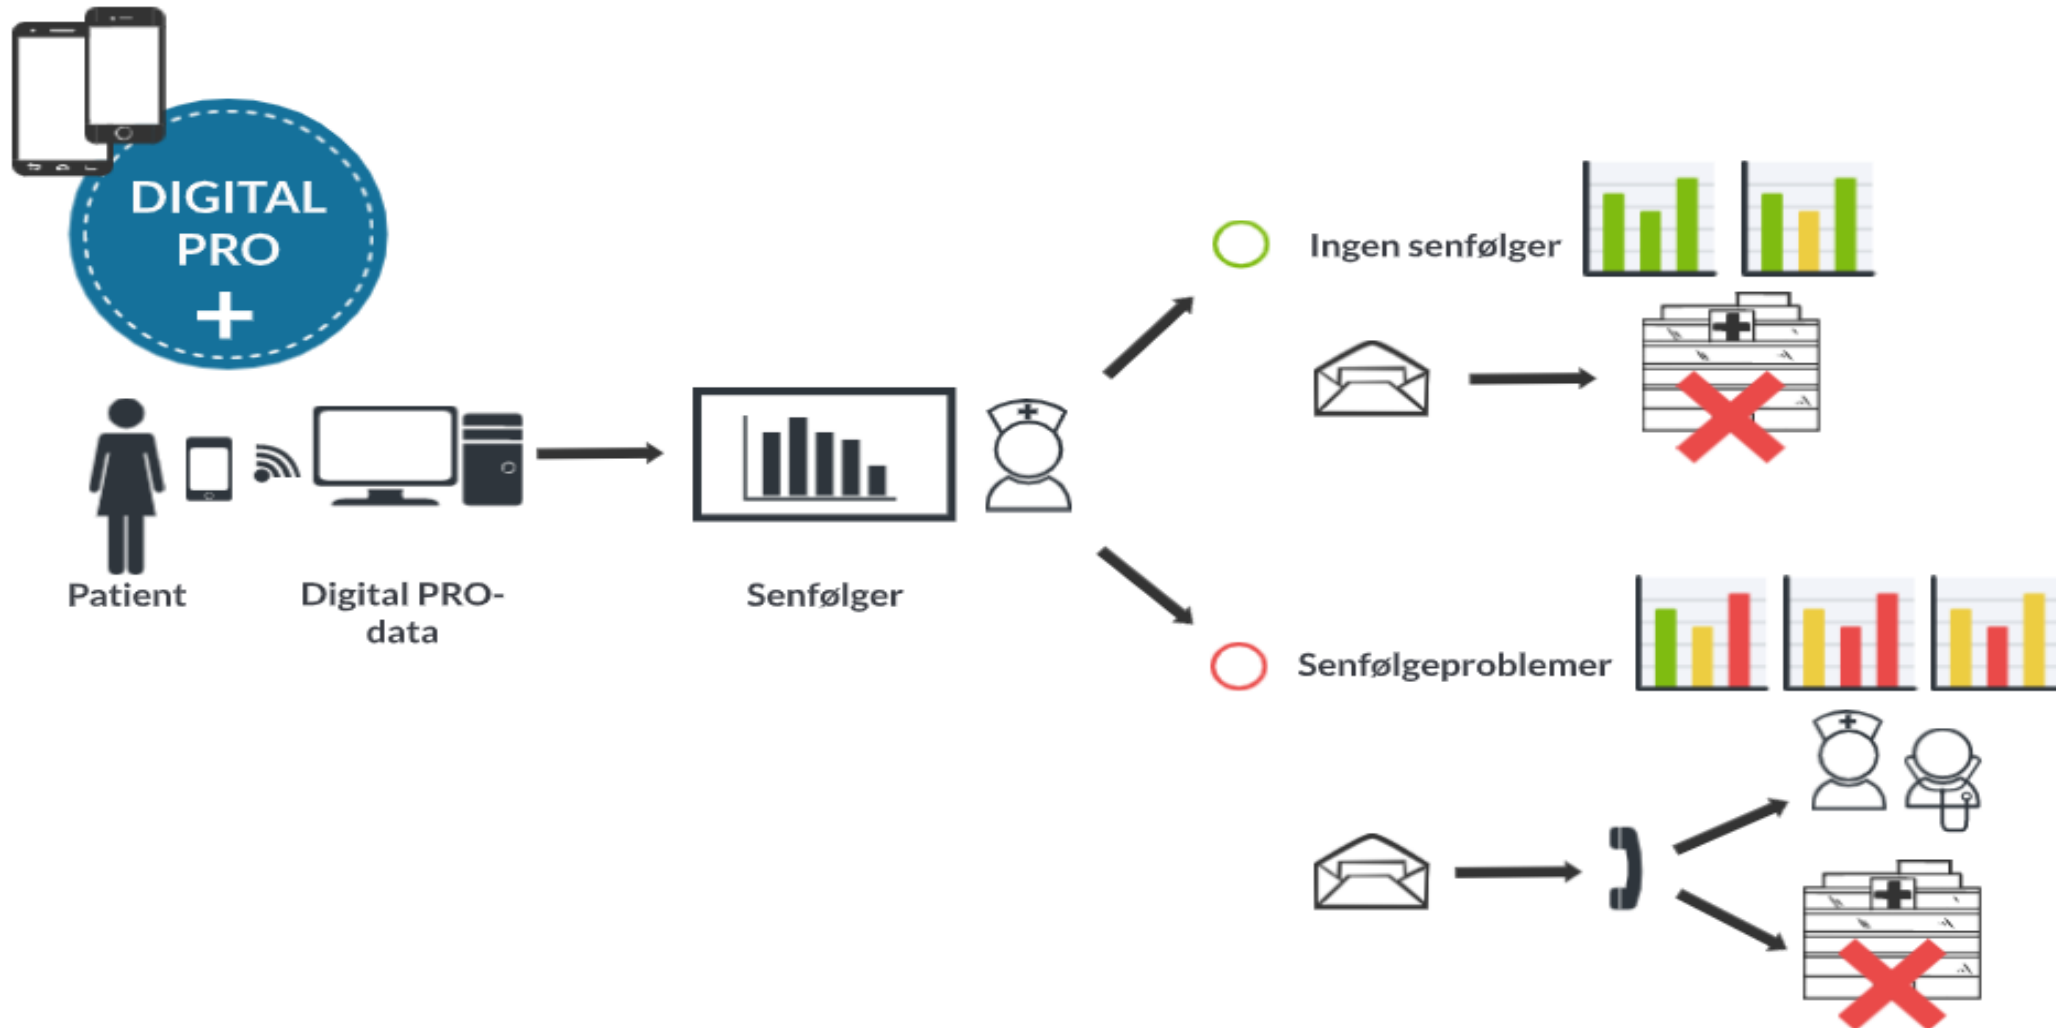 DIGITAL
PRO
+
Patient
Digital PRO-
data
Senfølger
Ingen senfølger
Senfølgeproblemer